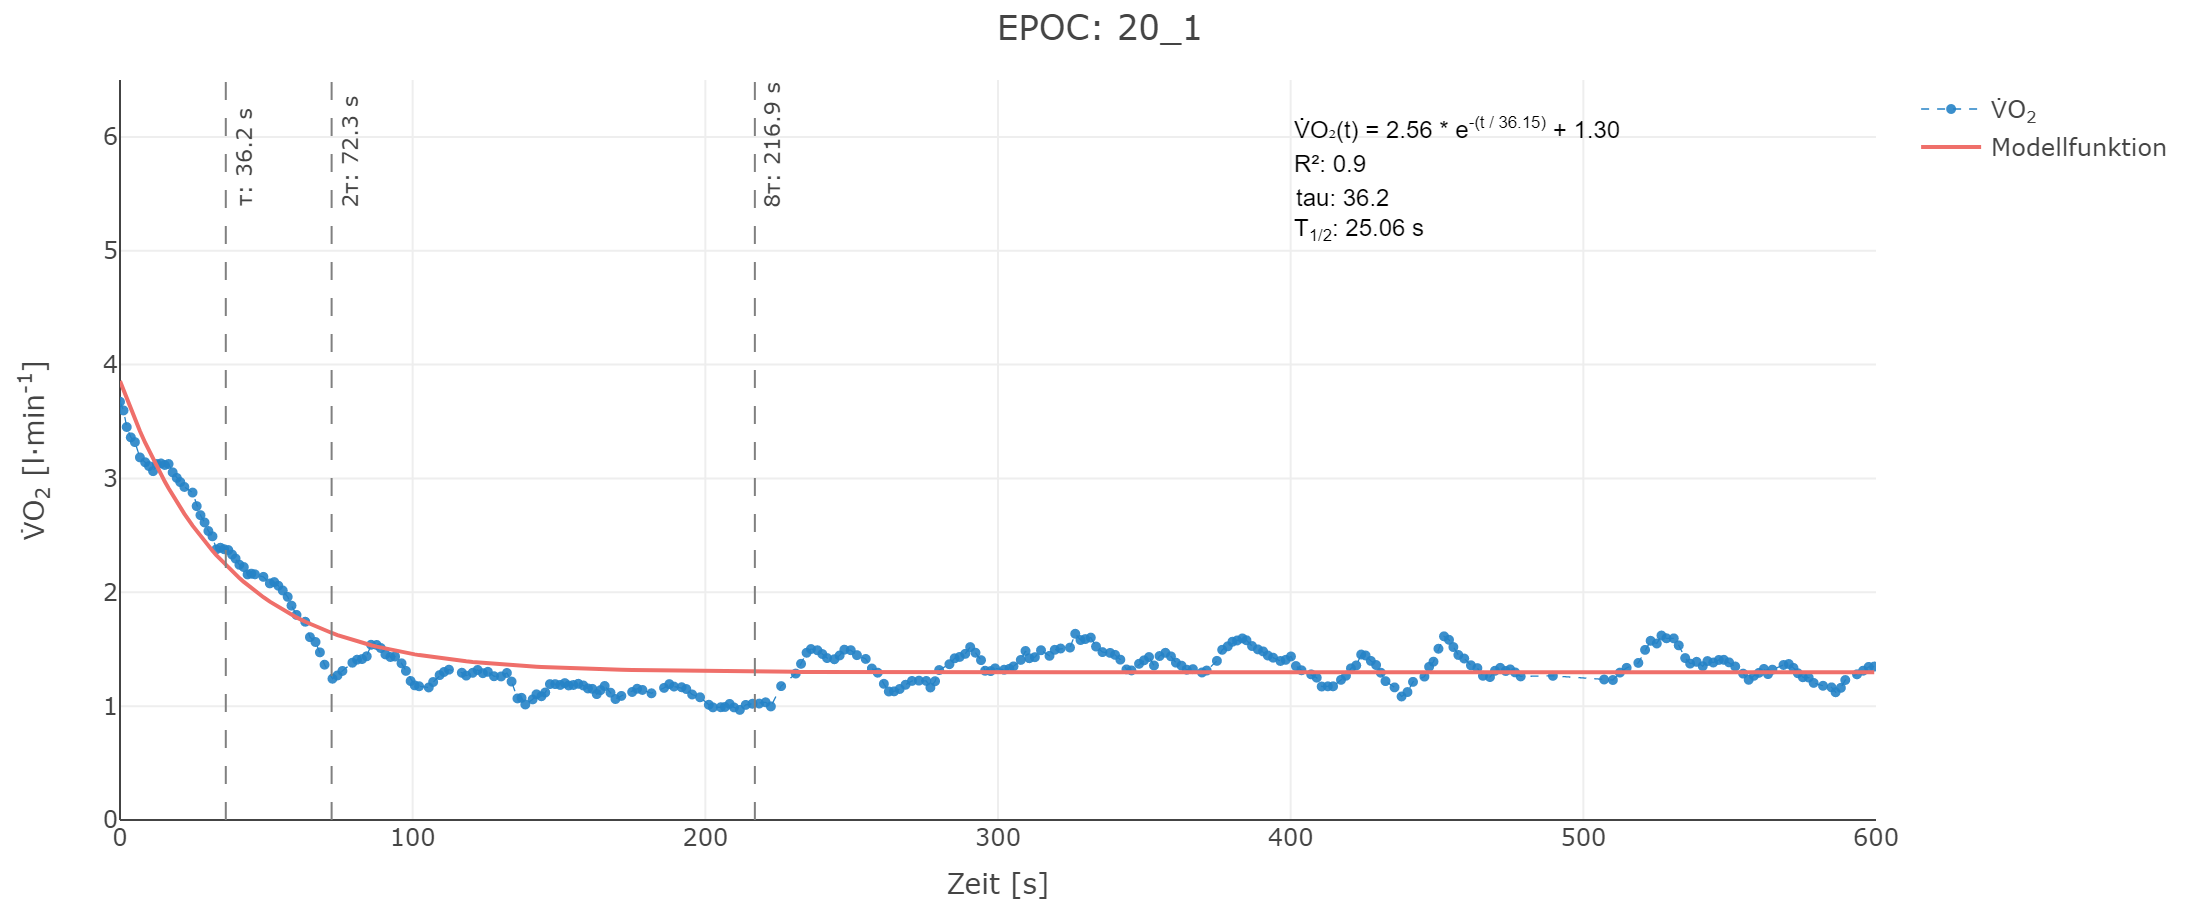 EPOC: 20_1
τ: 36.2 s
2τ: 72.3 s
8τ: 216.9 s
V̇O₂(t) = 2.56 * e⁻⁽ᵗ ᐟ ³⁶·¹⁵⁾ + 1.30
R²: 0.9
tau: 36.2
T₁/₂: 25.06 s
V̇O₂
Modellfunktion
V̇O₂ [l·min⁻¹]
6
5
4
3
2
1
0
0 100 200 300 400 500 600
Zeit [s]